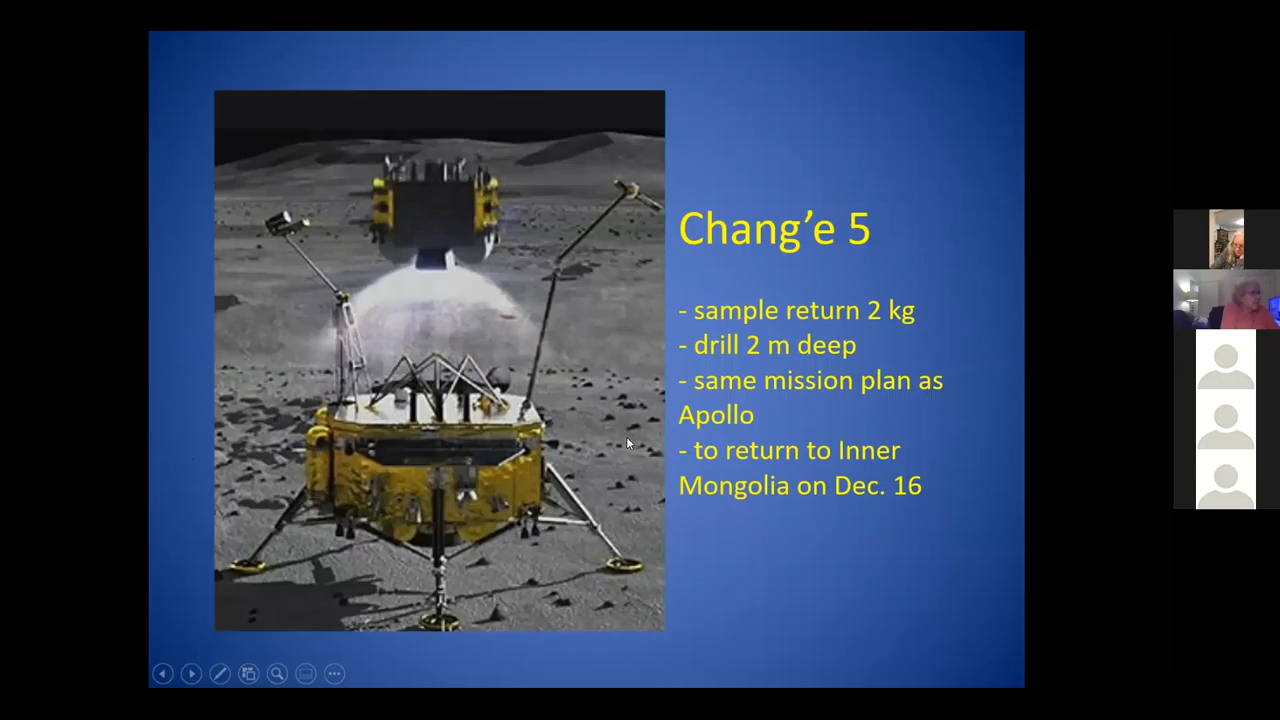 Chang’e 5
- sample return 2 kg
- drill 2 m deep
- same mission plan as
Apollo
- to return to Inner
Mongolia on Dec. 16